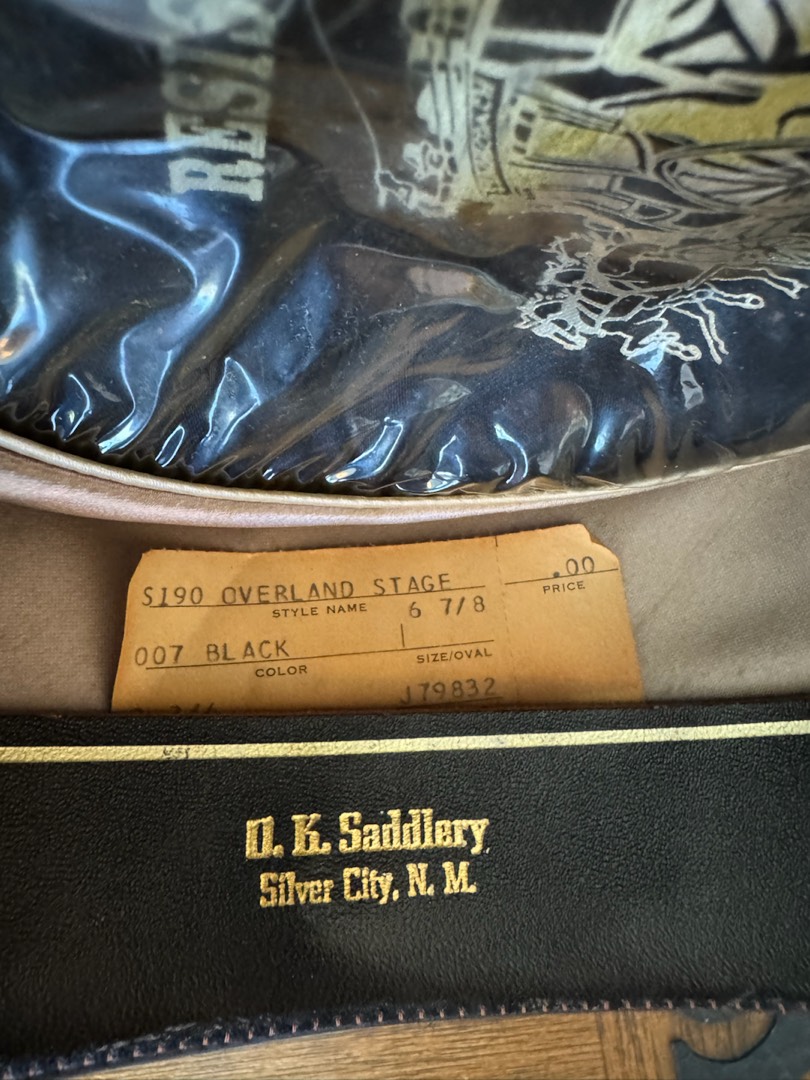 S190 OVERLAND STAGE
.00
STYLE NAME
6 7/8
PRICE
007 BLACK
COLOR
SIZE/OVAL
J79832
O. K. Saddlery
Silver City, N. M.